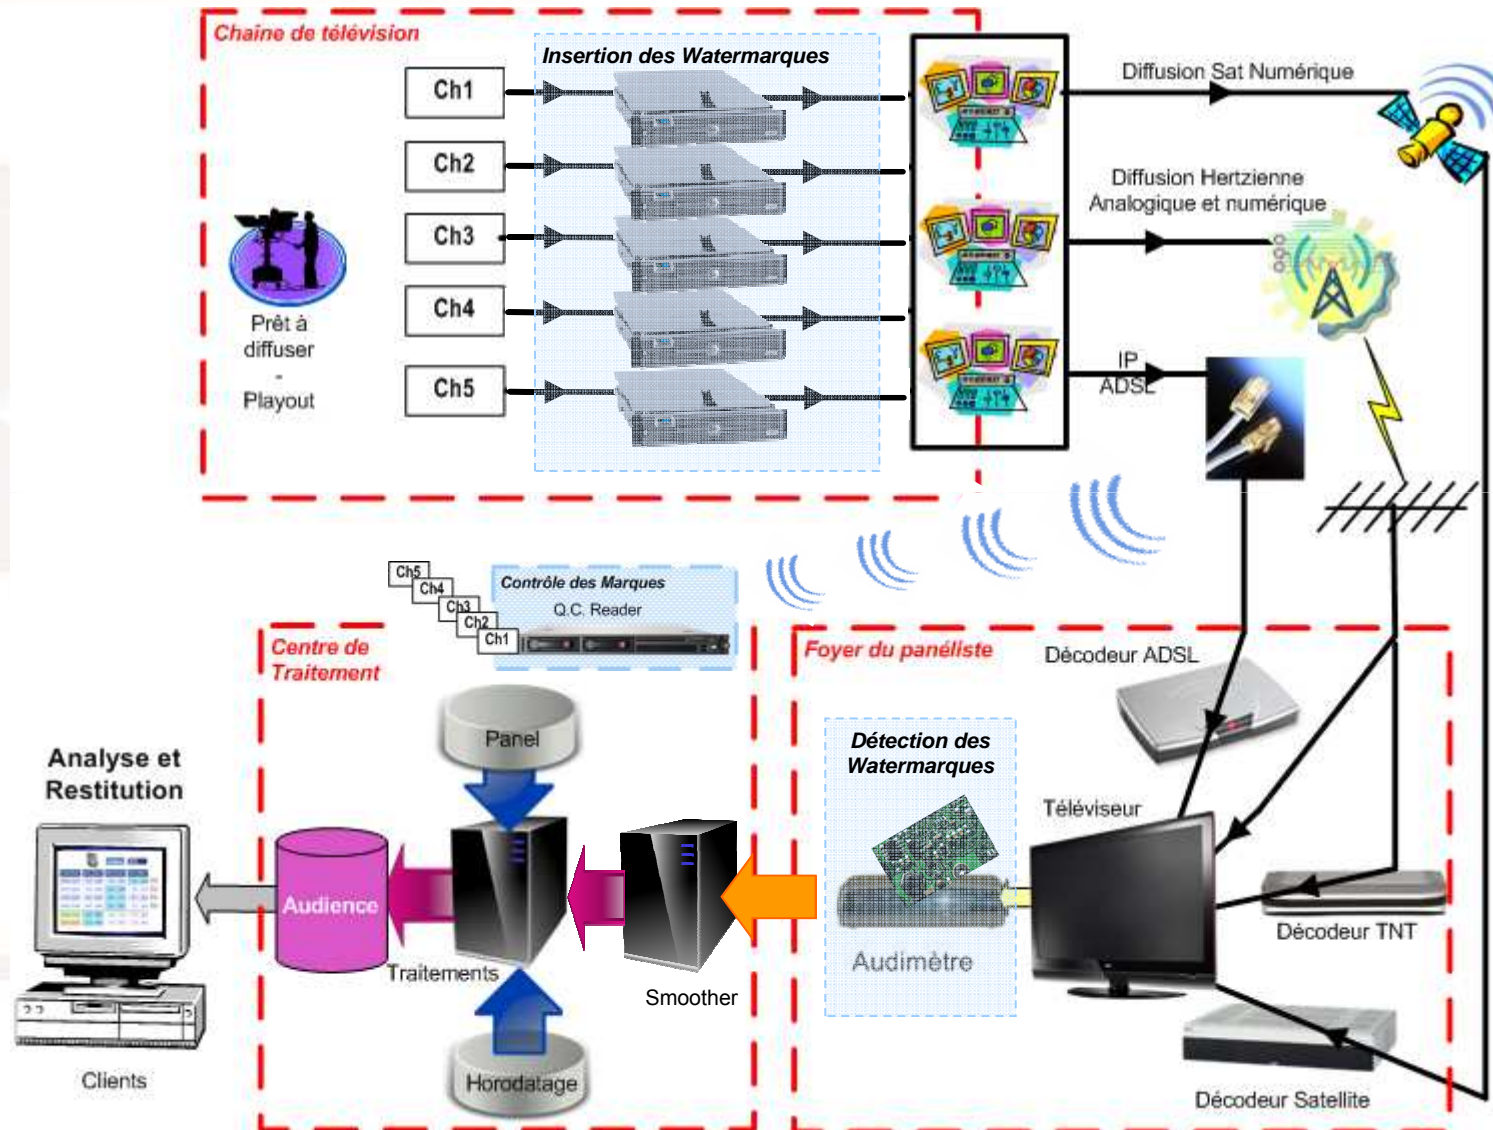 Chaine de télévision
Insertion des Watermarques
Ch1
Ch2
Ch3
Ch4
Ch5
Prêt à
diffuser
-
Playout
Diffusion Sat Numérique
Diffusion Hertzienne
Analogique et numérique
IP
ADSL
Ch5
Ch4
Ch3
Ch2
Ch1
Contrôle des Marques
Q.C. Reader
Centre de
Traitement
Foyer du panéliste
Décodeur ADSL
Panel
Détection des
Watermarques
Analyse et
Restitution
Téléviseur
Audience
Traitements
Smoother
Audimètre
Décodeur TNT
Horodatage
Clients
Décodeur Satellite